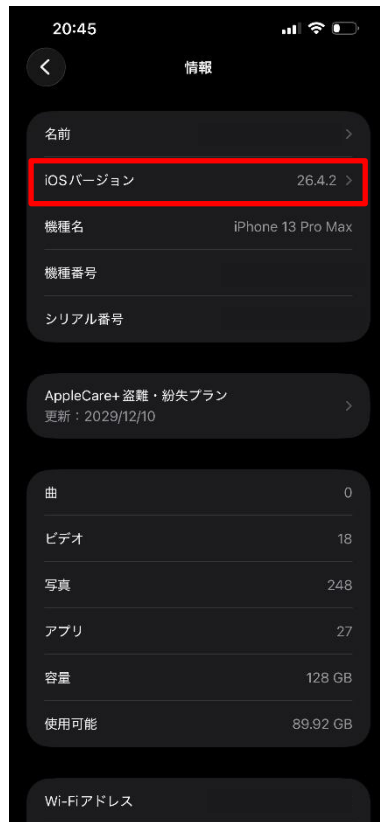 20:45
情報
名前
iOSバージョン 26.4.2
機種名 iPhone 13 Pro Max
機種番号
シリアル番号
AppleCare+ 盗難・紛失プラン
更新：2029/12/10
曲 0
ビデオ 18
写真 248
アプリ 27
容量 128 GB
使用可能 89.92 GB
Wi-Fiアドレス